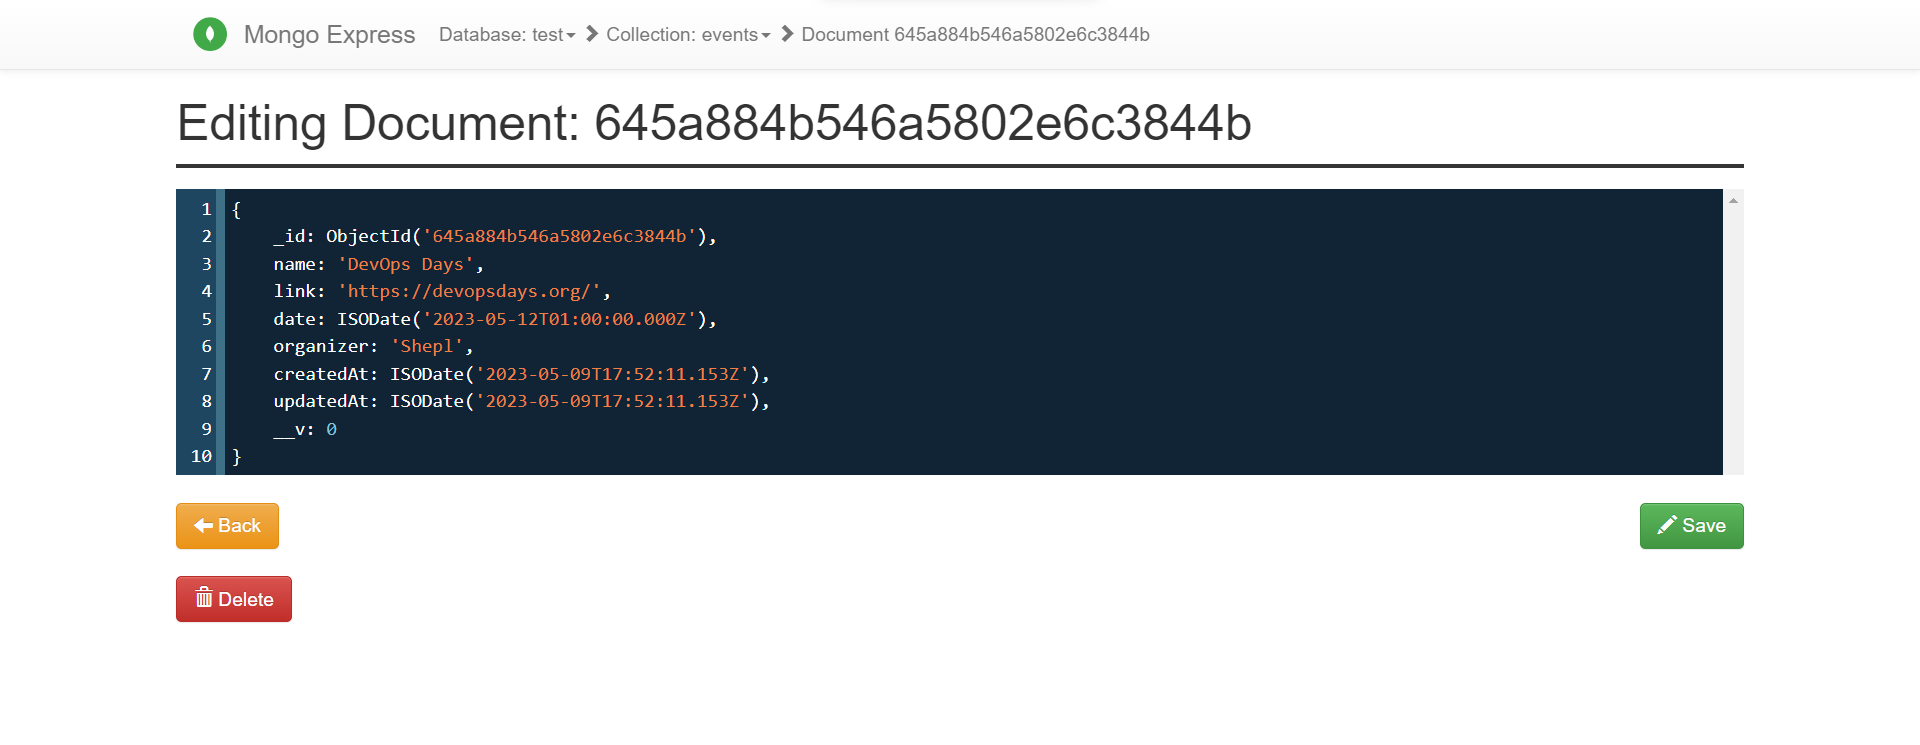 Mongo Express Database: test Collection: events Document 645a884b546a5802e6c3844b
Editing Document: 645a884b546a5802e6c3844b
1 {
2 _id: ObjectId('645a884b546a5802e6c3844b'),
3 name: 'DevOps Days',
4 link: 'https://devopsdays.org/',
5 date: ISODate('2023-05-12T01:00:00.000Z'),
6 organizer: 'Shepl',
7 createdAt: ISODate('2023-05-09T17:52:11.153Z'),
8 updatedAt: ISODate('2023-05-09T17:52:11.153Z'),
9 __v: 0
10 }
Back Save
Delete